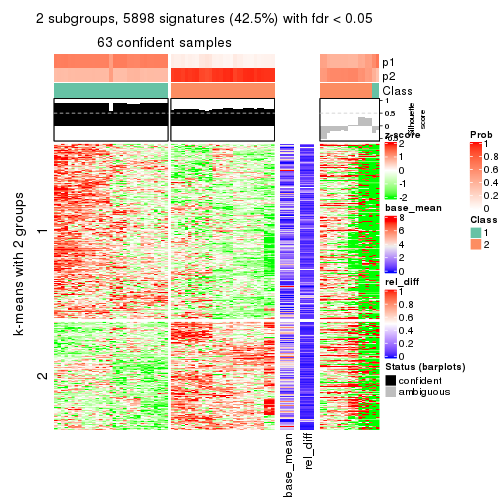 2 subgroups, 5898 signatures (42.5%) with fdr < 0.05
63 confident samples
p1
p2
Class
1
0.5
0
-0.5
Silhouette
score
k-means with 2 groups
1
2
base_mean
rel_diff
z-score
2
1
0
-1
-2
base_mean
8
6
4
2
0
rel_diff
1
0.8
0.6
0.4
0.2
0
Status (barplots)
confident
ambiguous
Prob
1
0.8
0.6
0.4
0.2
0
Class
1
2